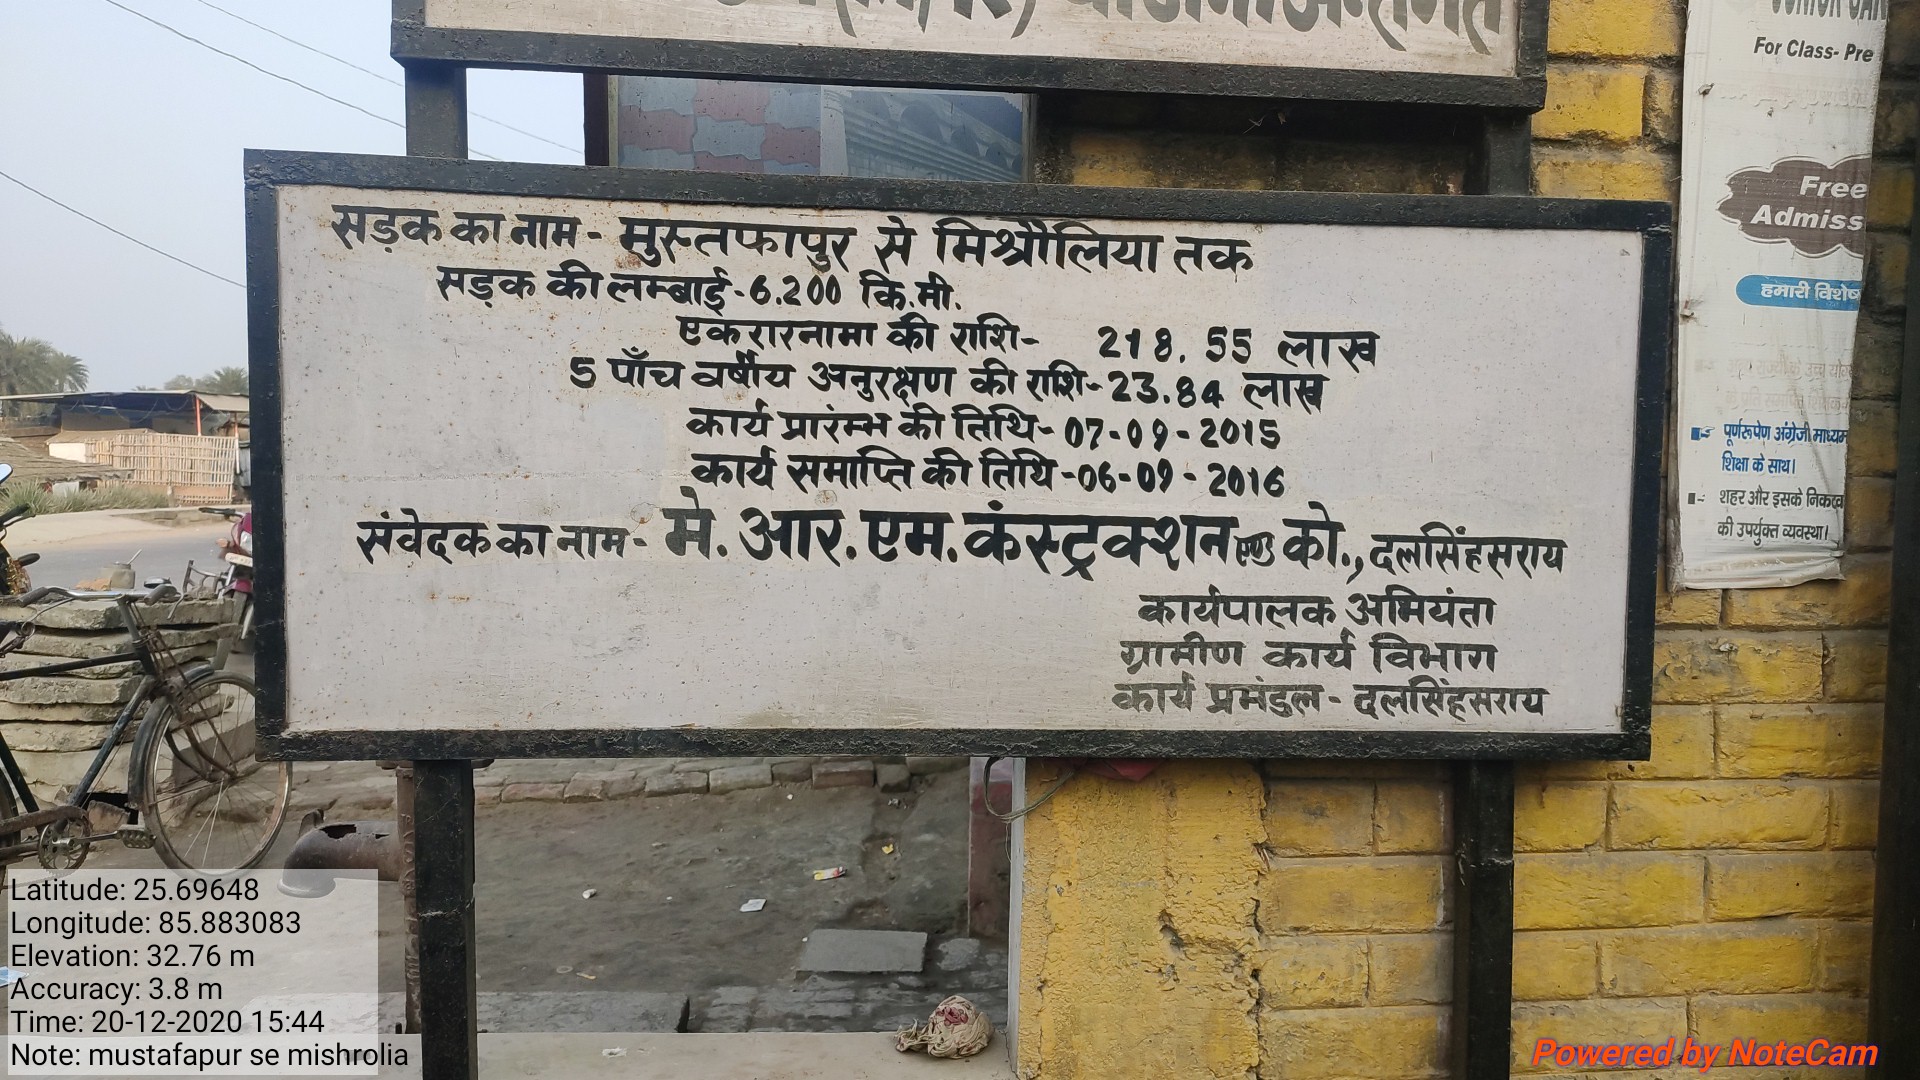 योजनान्तर्गत
सड़क का नाम - मुस्तफापुर से मिश्रौलिया तक
सड़क की लम्बाई - 6.200 कि.मी.
एकरारनामा की राशि - 218.55 लाख
5 पाँच वर्षीय अनुरक्षण की राशि - 23.84 लाख
कार्य प्रारंम्भ की तिथि - 07-09-2015
कार्य समाप्ति की तिथि - 06-09-2016
संवेदक का नाम - मे. आर. एम. कंस्ट्रक्शन एण्ड को., दलसिंहसराय
कार्यपालक अभियंता
ग्रामीण कार्य विभाग
कार्य प्रमंडल - दलसिंहसराय
For Class- Pre
Free
Admiss
हमारी विशेष
पूर्णरूपेण अंग्रेजी माध्यम
शिक्षा के साथ।
शहर और इसके निकट
की उपर्युक्त व्यवस्था।
Latitude: 25.69648
Longitude: 85.883083
Elevation: 32.76 m
Accuracy: 3.8 m
Time: 20-12-2020 15:44
Note: mustafapur se mishrolia
Powered by NoteCam